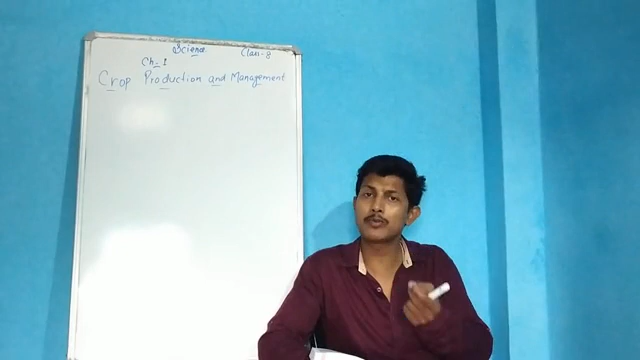 Science Class-8
Ch-1
Crop Production and Management